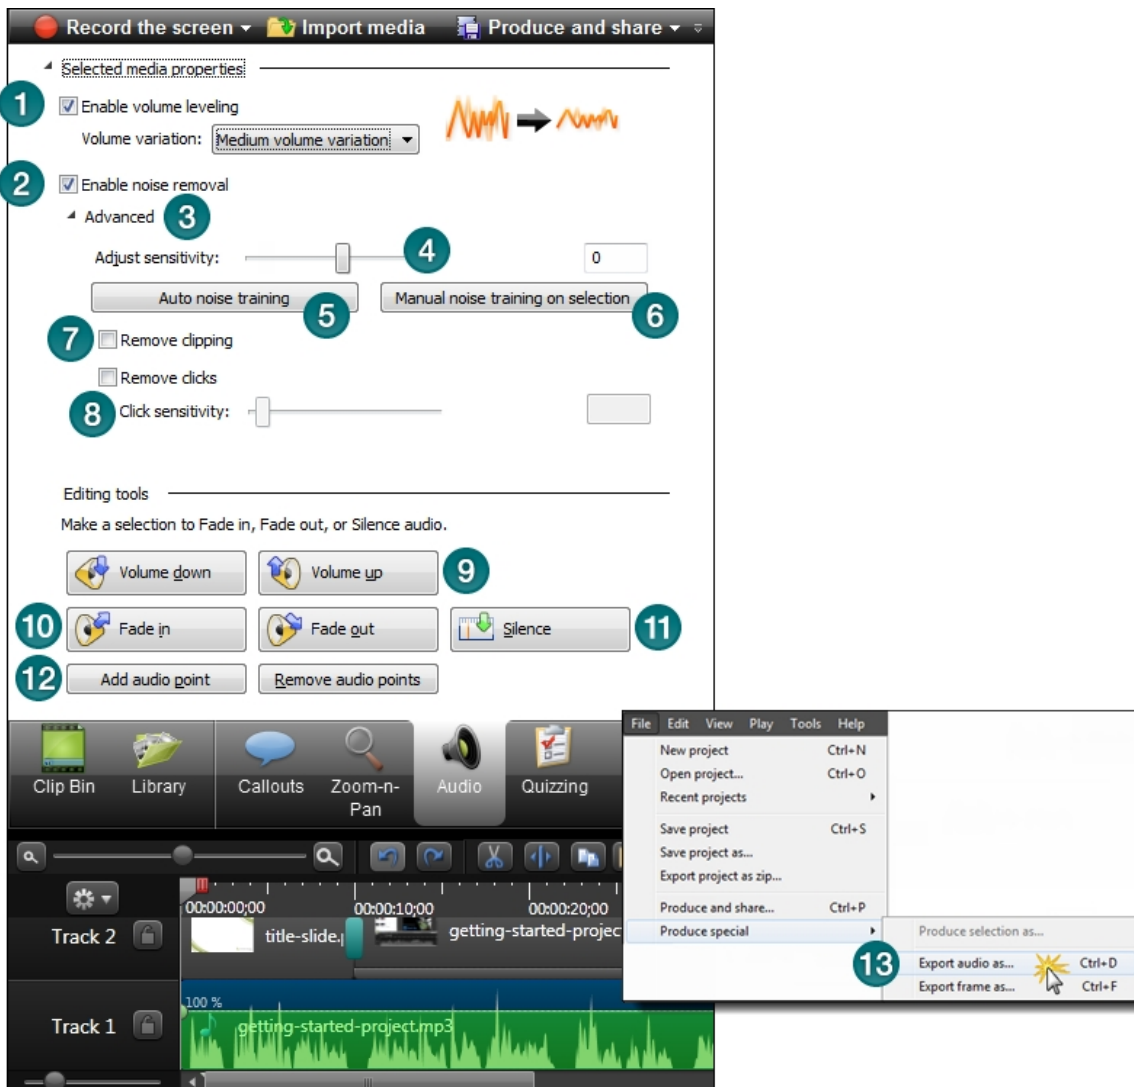 Record the screen Import media Produce and share
Selected media properties
1 Enable volume leveling
Volume variation: Medium volume variation
2 Enable noise removal
Advanced 3
Adjust sensitivity: 4 0
Auto noise training 5 Manual noise training on selection 6
7 Remove clipping
Remove clicks
8 Click sensitivity:
Editing tools
Make a selection to Fade in, Fade out, or Silence audio.
Volume down Volume up 9
10 Fade in Fade out Silence 11
12 Add audio point Remove audio points
Clip Bin Library Callouts Zoom-n-
Pan Audio Quizzing
File Edit View Play Tools Help
New project Ctrl+N
Open project... Ctrl+O
Recent projects
Save project Ctrl+S
Save project as...
Export project as zip...
Produce and share... Ctrl+P
Produce special
Produce selection as...
13 Export audio as... Ctrl+D
Export frame as... Ctrl+F
00:00:00;00 00:00:10;00 00:00:20;00
Track 2 title-slide.p getting-started-projec
100 %
Track 1 getting-started-project.mp3